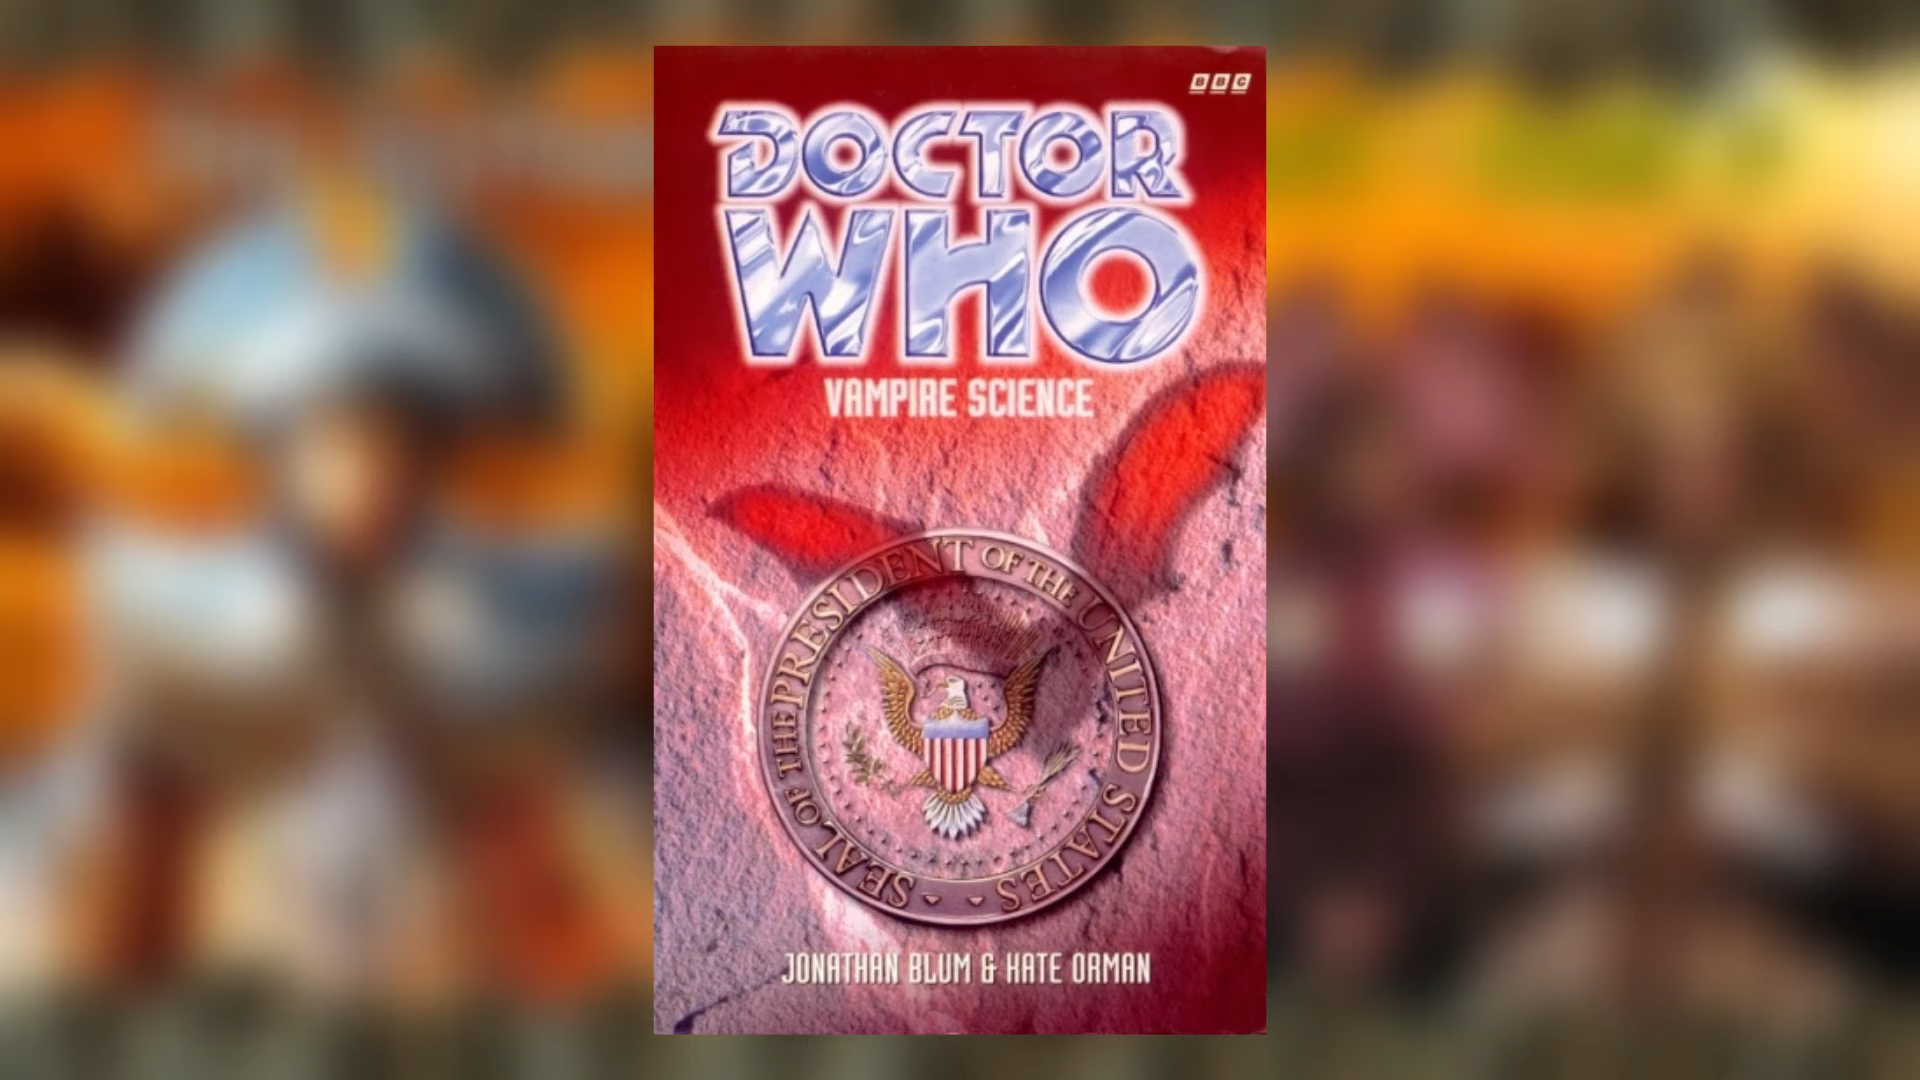 BBC
DOCTOR
WHO
VAMPIRE SCIENCE
SEAL OF THE PRESIDENT OF THE UNITED STATES
JONATHAN BLUM & KATE ORMAN